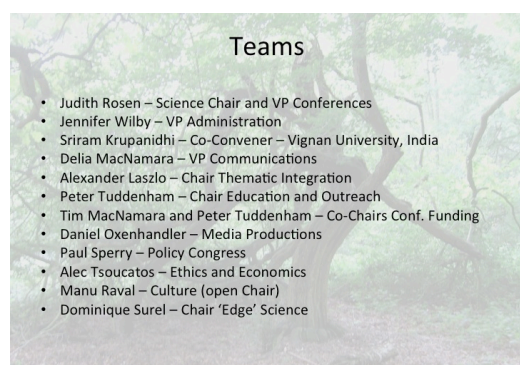 Teams
• Judith Rosen – Science Chair and VP Conferences
• Jennifer Wilby – VP Administration
• Sriram Krupanidhi – Co-Convener – Vignan University, India
• Delia MacNamara – VP Communications
• Alexander Laszlo – Chair Thematic Integration
• Peter Tuddenham – Chair Education and Outreach
• Tim MacNamara and Peter Tuddenham – Co-Chairs Conf. Funding
• Daniel Oxenhandler – Media Productions
• Paul Sperry – Policy Congress
• Alec Tsoucatos – Ethics and Economics
• Manu Raval – Culture (open Chair)
• Dominique Surel – Chair ‘Edge’ Science